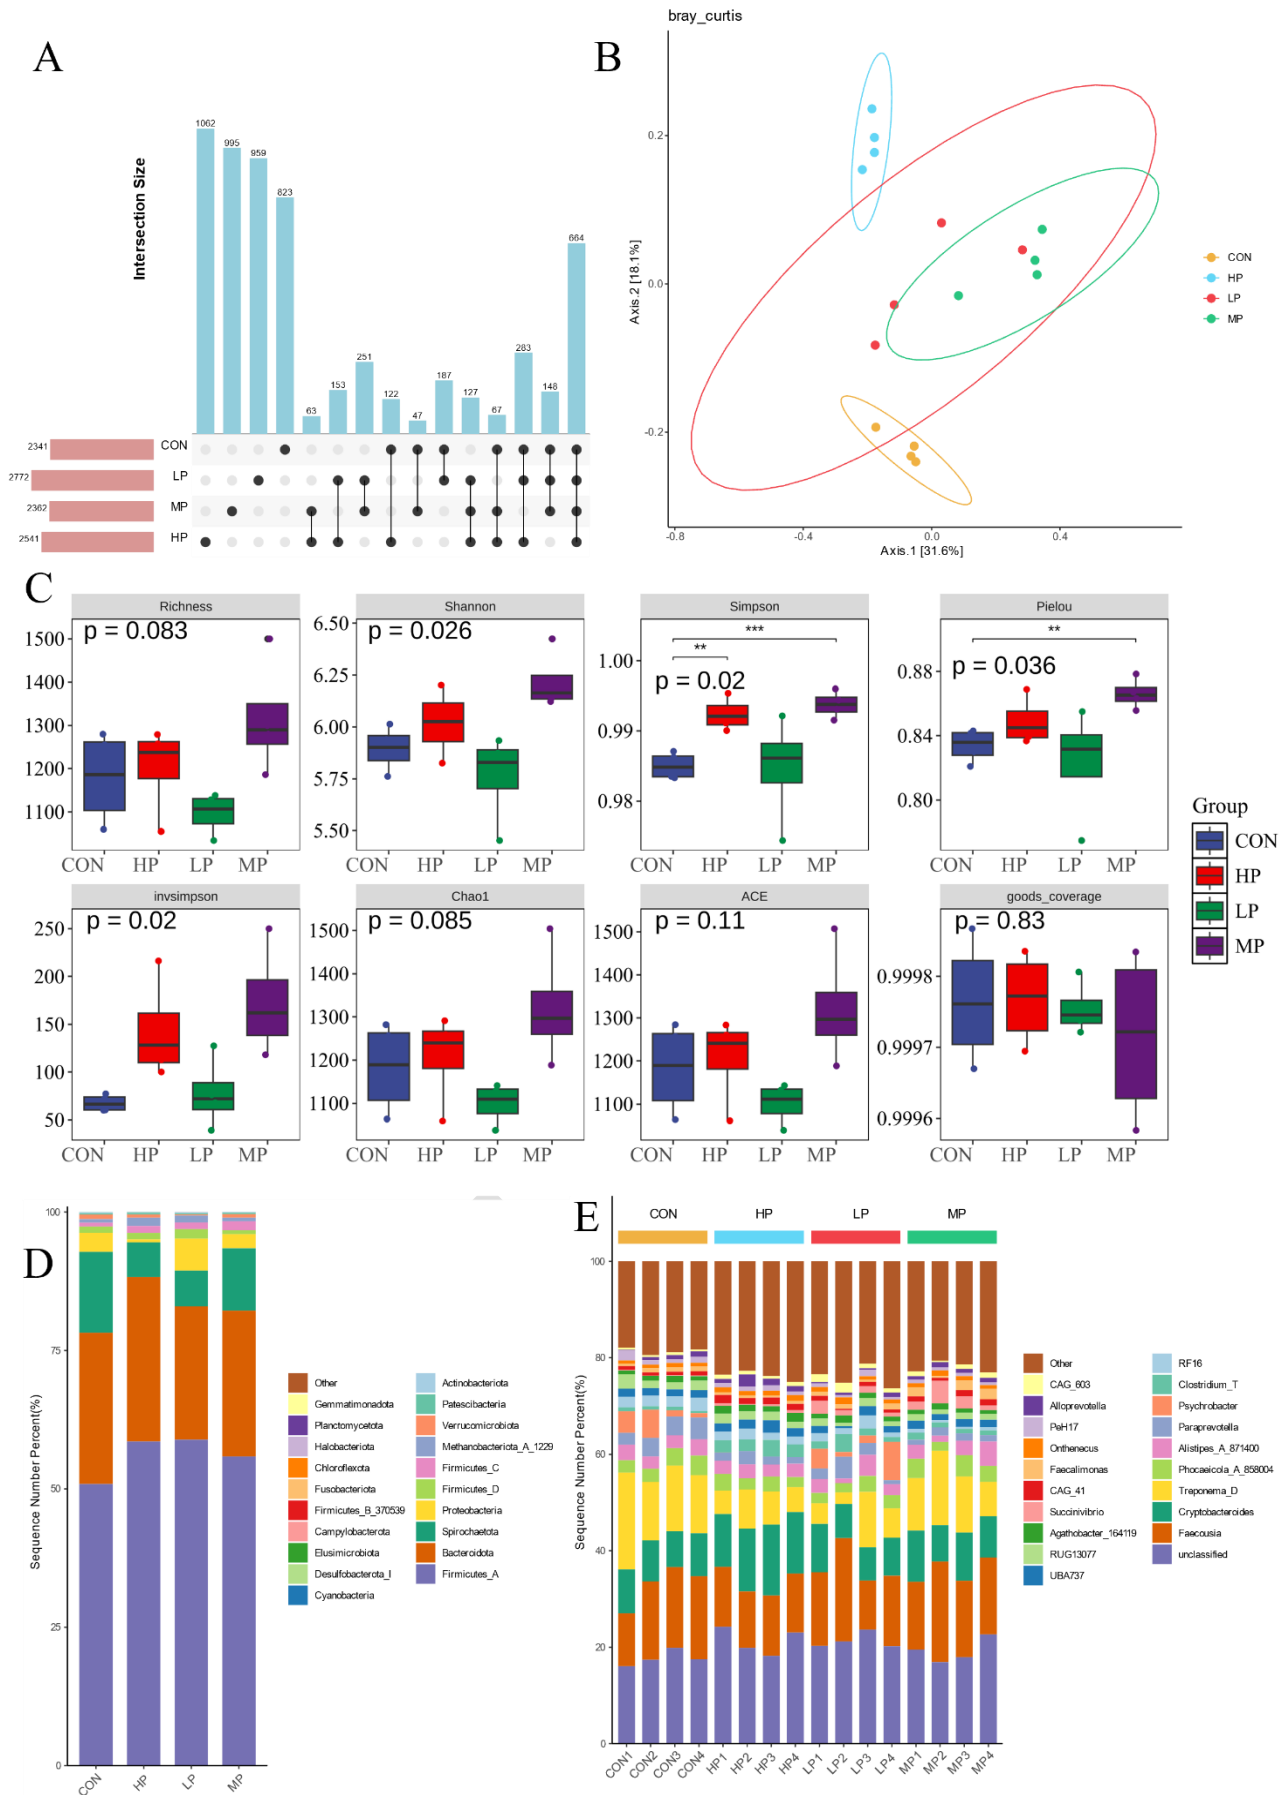 A
Intersection Size
1062
995
959
823
63
153
251
122
47
187
127
67
283
148
664
2341
2772
2362
2541
CON
LP
MP
HP
B
bray_curtis
0.2
0.0
-0.2
Axis.2 [18.1%]
-0.8
-0.4
0.0
0.4
Axis.1 [31.6%]
CON
HP
LP
MP
C
Richness
p = 0.083
1500
1400
1300
1200
1100
CON HP LP MP
Shannon
p = 0.026
6.50
6.25
6.00
5.75
5.50
CON HP LP MP
Simpson
***
**
p = 0.02
1.00
0.99
0.98
CON HP LP MP
Pielou
**
p = 0.036
0.88
0.84
0.80
CON HP LP MP
invsimpson
p = 0.02
250
200
150
100
50
CON HP LP MP
Chao1
p = 0.085
1500
1400
1300
1200
1100
CON HP LP MP
ACE
p = 0.11
1500
1400
1300
1200
1100
CON HP LP MP
goods_coverage
p = 0.83
0.9998
0.9997
0.9996
CON HP LP MP
Group
CON
HP
LP
MP
D
Sequence Number Percent(%)
100
75
50
25
0
CON
HP
LP
MP
Other
Gemmatimonadota
Planctomycetota
Halobacteriota
Chloroflexota
Fusobacteriota
Firmicutes_B_370539
Campylobacterota
Elusimicrobiota
Desulfobacterota_I
Cyanobacteria
Actinobacteriota
Patescibacteria
Verrucomicrobiota
Methanobacteriota_A_1229
Firmicutes_C
Firmicutes_D
Proteobacteria
Spirochaetota
Bacteroidota
Firmicutes_A
E
CON
HP
LP
MP
Sequence Number Percent(%)
100
80
60
40
20
0
CON1
CON2
CON3
CON4
HP1
HP2
HP3
HP4
LP1
LP2
LP3
LP4
MP1
MP2
MP3
MP4
Other
CAG_603
Alloprevotella
PeH17
Onthenecus
Faecalimonas
CAG_41
Succinivibrio
Agathobacter_164119
RUG13077
UBA737
RF16
Clostridium_T
Psychrobacter
Paraprevotella
Alistipes_A_871400
Phocaeicola_A_858004
Treponema_D
Cryptobacteroides
Faecousia
unclassified